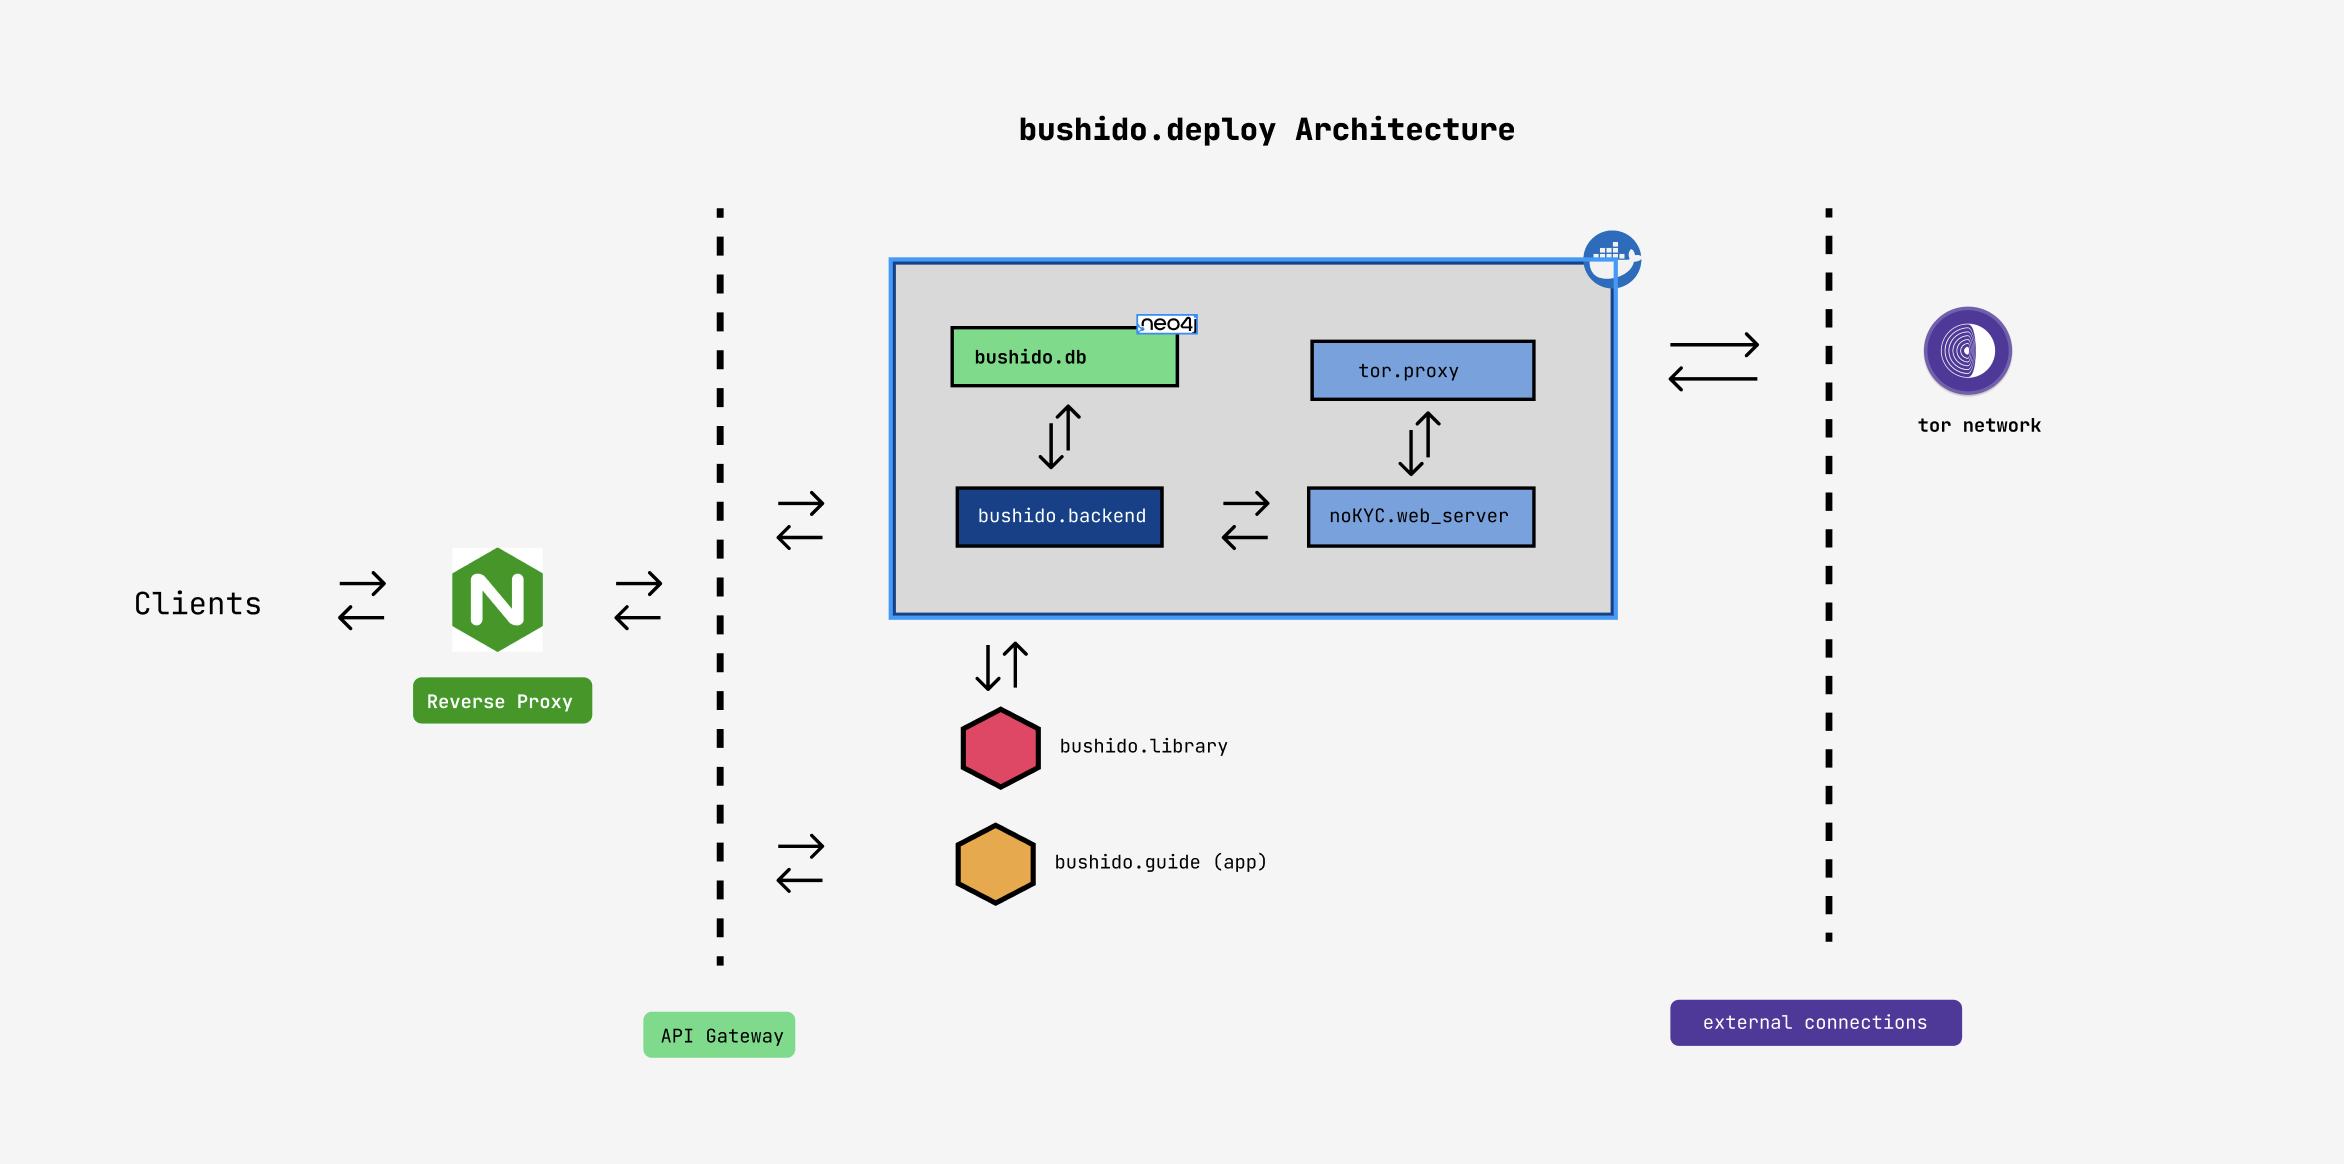 bushido.deploy Architecture
neo4j
bushido.db
tor.proxy
tor network
bushido.backend
noKYC.web_server
Clients
N
Reverse Proxy
bushido.library
bushido.guide (app)
API Gateway
external connections